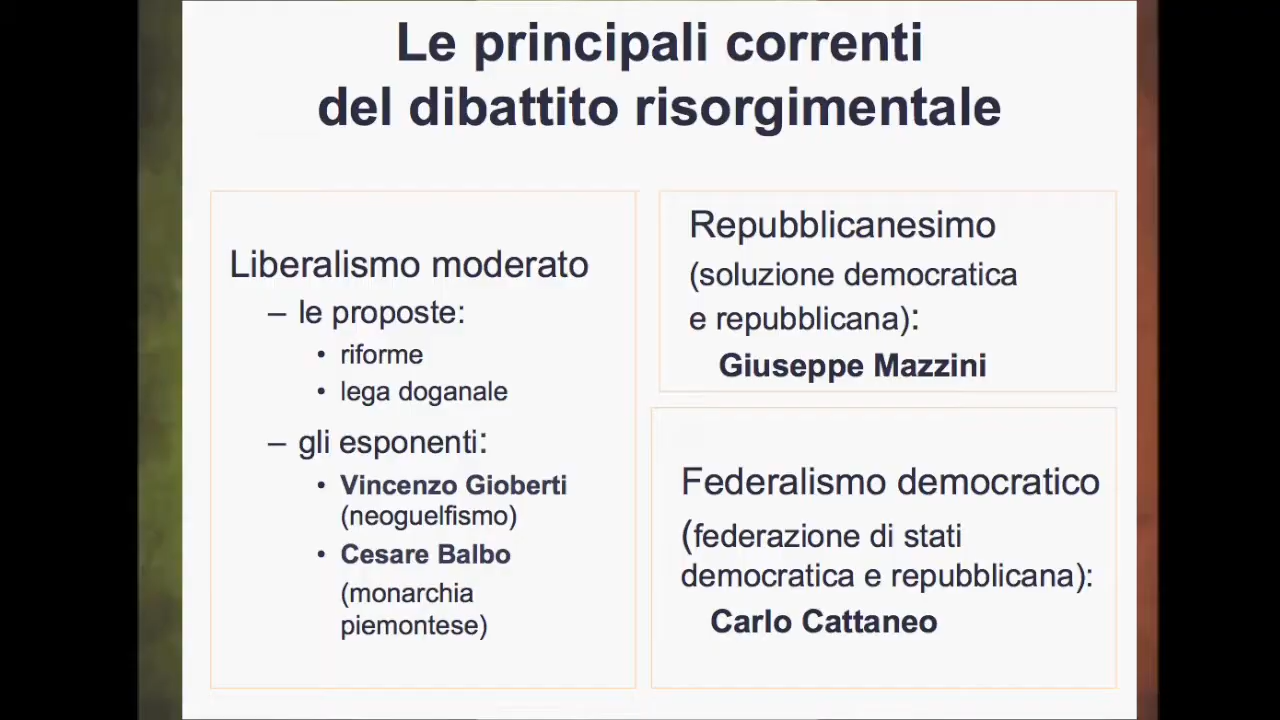 Le principali correnti
del dibattito risorgimentale
Liberalismo moderato
– le proposte:
• riforme
• lega doganale
– gli esponenti:
• Vincenzo Gioberti
(neoguelfismo)
• Cesare Balbo
(monarchia
piemontese)
Repubblicanesimo
(soluzione democratica
e repubblicana):
Giuseppe Mazzini
Federalismo democratico
(federazione di stati
democratica e repubblicana):
Carlo Cattaneo